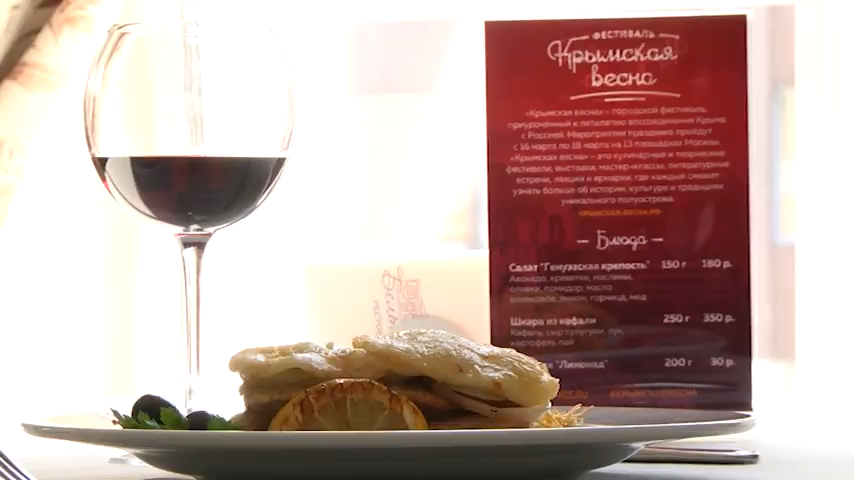 ФЕСТИВАЛЬ
Крымская
весна
«Крымская весна» – городской фестиваль,
приуроченный к пятилетию воссоединения Крыма
с Россией. Мероприятия праздника пройдут
с 16 марта по 18 марта на 13 площадках Москвы.
«Крымская весна» – это кулинарный и творческие
фестивали, выставки, мастер-классы, литературные
встречи, лекции и ярмарки, где каждый сможет
узнать больше об истории, культуре и традициях
уникального полуострова.
КРЫМСКАЯ-ВЕСНА.РФ
– Блюда –
Салат "Генуэзская крепость" 150 г 180 р.
Авокадо, креветки, маслины,
оливки, помидор, масло
оливковое, лимон, горчица, мед
Шкара из кефали 250 г 350 р.
Кефаль, сыр сулугуни, лук,
картофель пай
"Лимонад" 200 г 30 р.